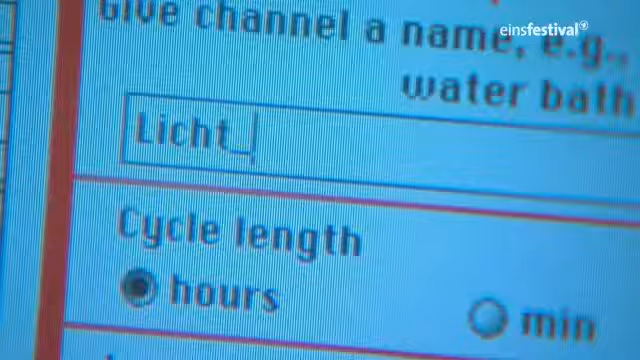 einsfestival
Give channel a name, e.g.,
water bath
Licht_
Cycle length
hours
min